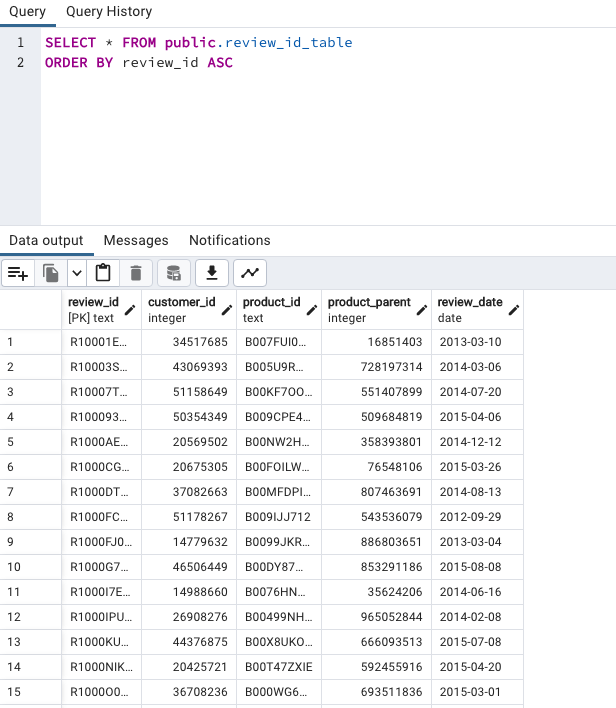 Query Query History
1 SELECT * FROM public.review_id_table
2 ORDER BY review_id ASC
Data output Messages Notifications
review_id customer_id product_id product_parent review_date
[PK] text integer text integer date
1 R10001E... 34517685 B007FUI0... 16851403 2013-03-10
2 R10003S... 43069393 B005U9R... 728197314 2014-03-06
3 R10007T... 51158649 B00KF7OO... 551407899 2014-07-20
4 R100093... 50354349 B009CPE4... 509684819 2015-04-06
5 R1000AE... 20569502 B00NW2H... 358393801 2014-12-12
6 R1000CG... 20675305 B00FOILW... 76548106 2015-03-26
7 R1000DT... 37082663 B00MFDPI... 807463691 2014-08-13
8 R1000FC... 51178267 B009IJJ712 543536079 2012-09-29
9 R1000FJ0... 14779632 B0099JKR... 886803651 2013-03-04
10 R1000G7... 46506449 B00DY87... 853291186 2015-08-08
11 R1000I7E... 14988660 B0076HN... 35624206 2014-06-16
12 R1000IPU... 26908276 B00499NH... 965052844 2014-02-08
13 R1000KU... 44376875 B00X8UKO... 666093513 2015-07-08
14 R1000NIK... 20425721 B00T47ZXIE 592455916 2015-04-20
15 R1000O0... 36708236 B000WG6... 693511836 2015-03-01